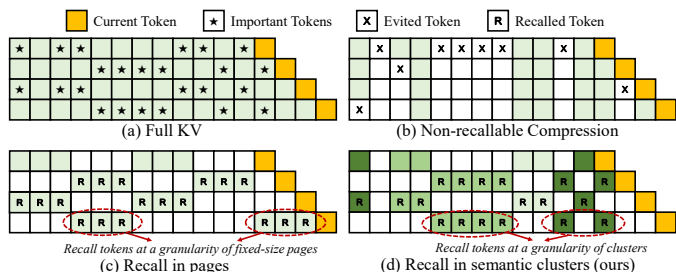 Current Token ★ Important Tokens X Evited Token R Recalled Token
★ ★ ★ ★ ★ ★
★ ★ ★ ★ ★ ★
★ ★ ★ ★ ★ ★
★ ★ ★ ★ ★ ★
(a) Full KV
X X X X X X
X
X
X
(b) Non-recallable Compression
R R R R R R
R R R R R R
R R R R R R
Recall tokens at a granularity of fixed-size pages
(c) Recall in pages
R R R R R R
R R R R R R
R R R R R R R
Recall tokens at a granularity of clusters
(d) Recall in semantic clusters (ours)